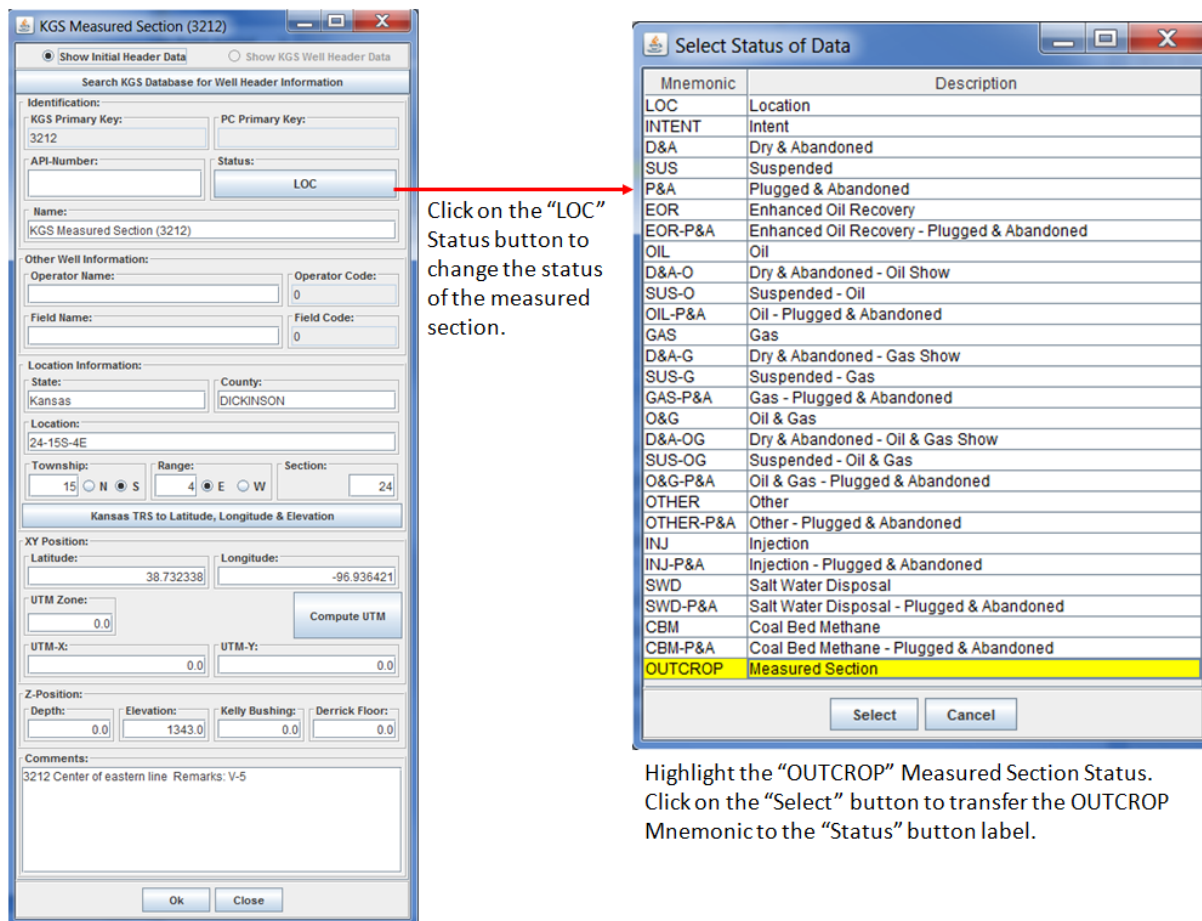 KGS Measured Section (3212)
Show Initial Header Data
Show KGS Well Header Data
Search KGS Database for Well Header Information
Identification:
KGS Primary Key:
PC Primary Key:
3212
API-Number:
Status:
LOC
Name:
KGS Measured Section (3212)
Other Well Information:
Operator Name:
Operator Code:
0
Field Name:
Field Code:
0
Location Information:
State:
County:
Kansas
DICKINSON
Location:
24-15S-4E
Township:
Range:
Section:
15 N S
4 E W
24
Kansas TRS to Latitude, Longitude & Elevation
XY Position:
Latitude:
Longitude:
38.732338
-96.936421
UTM Zone:
0.0
Compute UTM
UTM-X:
UTM-Y:
0.0
0.0
Z-Position:
Depth:
Elevation:
Kelly Bushing:
Derrick Floor:
0.0
1343.0
0.0
0.0
Comments:
3212 Center of eastern line Remarks: V-5
Ok
Close
Click on the “LOC”
Status button to
change the status
of the measured
section.
Select Status of Data
Mnemonic Description
LOC Location
INTENT Intent
D&A Dry & Abandoned
SUS Suspended
P&A Plugged & Abandoned
EOR Enhanced Oil Recovery
EOR-P&A Enhanced Oil Recovery - Plugged & Abandoned
OIL Oil
D&A-O Dry & Abandoned - Oil Show
SUS-O Suspended - Oil
OIL-P&A Oil - Plugged & Abandoned
GAS Gas
D&A-G Dry & Abandoned - Gas Show
SUS-G Suspended - Gas
GAS-P&A Gas - Plugged & Abandoned
O&G Oil & Gas
D&A-OG Dry & Abandoned - Oil & Gas Show
SUS-OG Suspended - Oil & Gas
O&G-P&A Oil & Gas - Plugged & Abandoned
OTHER Other
OTHER-P&A Other - Plugged & Abandoned
INJ Injection
INJ-P&A Injection - Plugged & Abandoned
SWD Salt Water Disposal
SWD-P&A Salt Water Disposal - Plugged & Abandoned
CBM Coal Bed Methane
CBM-P&A Coal Bed Methane - Plugged & Abandoned
OUTCROP Measured Section
Select
Cancel
Highlight the “OUTCROP” Measured Section Status.
Click on the “Select” button to transfer the OUTCROP
Mnemonic to the “Status” button label.